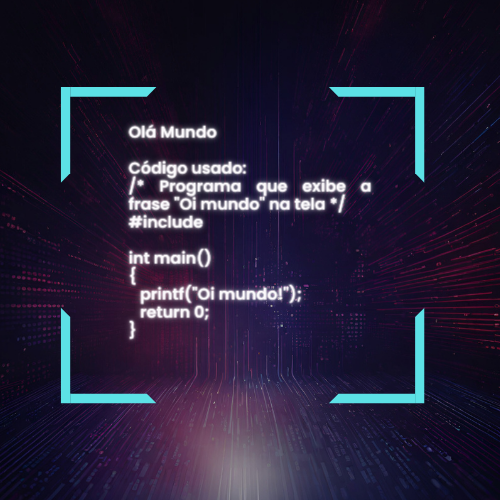 Olá Mundo
Código usado:
/* Programa que exibe a
frase "Oi mundo" na tela */
#include
int main()
{
printf("Oi mundo!");
return 0;
}